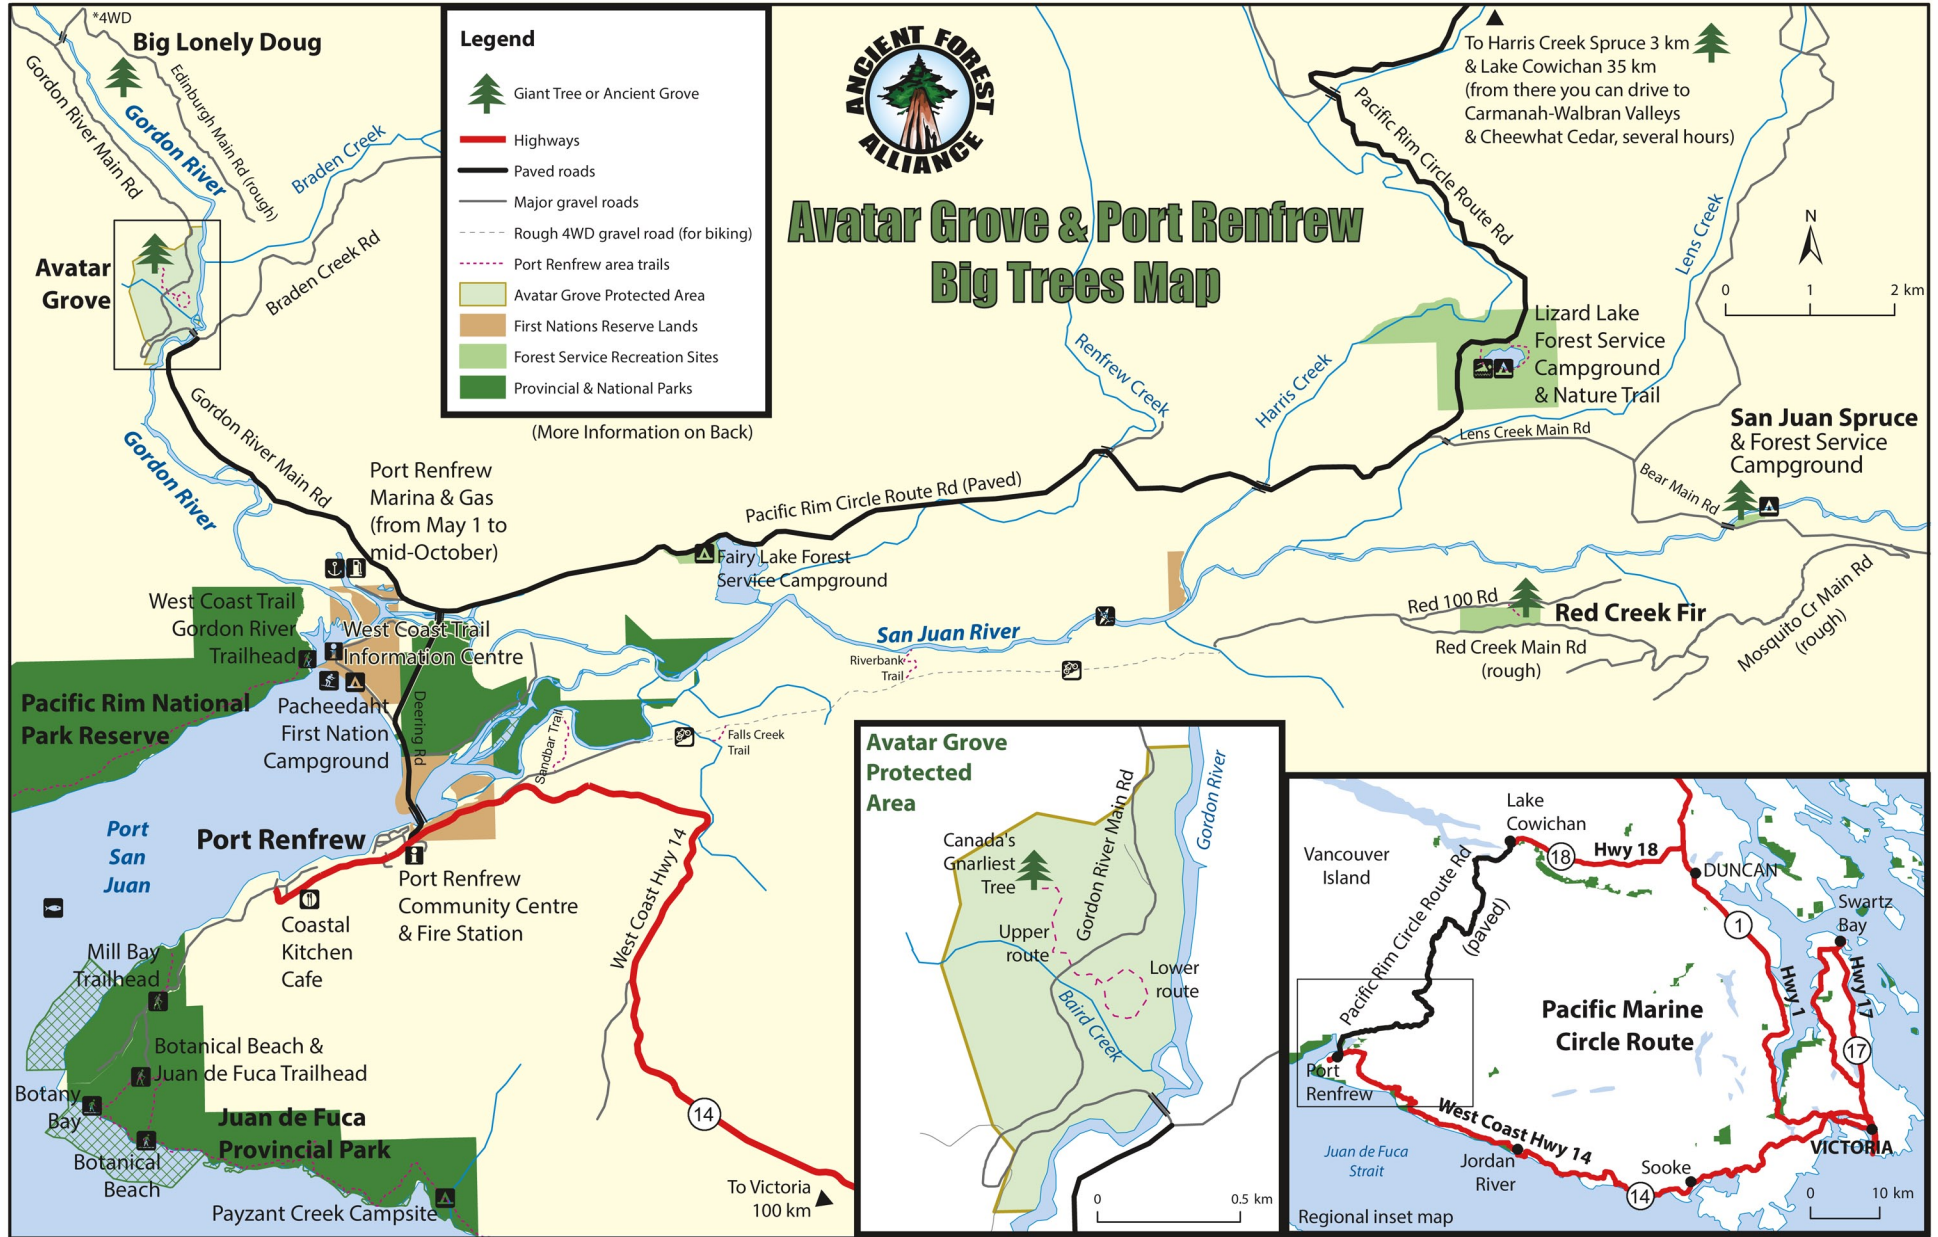 *4WD
Big Lonely Doug
Gordon River Main Rd
Gordon River
Edinburgh Main Rd (rough)
Braden Creek
Braden Creek Rd
Avatar
Grove
Gordon River Main Rd
Gordon River
Legend
Giant Tree or Ancient Grove
Highways
Paved roads
Major gravel roads
Rough 4WD gravel road (for biking)
Port Renfrew area trails
Avatar Grove Protected Area
First Nations Reserve Lands
Forest Service Recreation Sites
Provincial & National Parks
(More Information on Back)
ANCIENT FOREST
ALLIANCE
Avatar Grove & Port Renfrew
Big Trees Map
To Harris Creek Spruce 3 km
& Lake Cowichan 35 km
(from there you can drive to
Carmanah-Walbran Valleys
& Cheewhat Cedar, several hours)
Pacific Rim Circle Route Rd
Lens Creek
N
0 1 2 km
Lizard Lake
Forest Service
Campground
& Nature Trail
Renfrew Creek
Harris Creek
Lens Creek Main Rd
San Juan Spruce
& Forest Service
Campground
Bear Main Rd
Port Renfrew
Marina & Gas
(from May 1 to
mid-October)
Pacific Rim Circle Route Rd (Paved)
Fairy Lake Forest
Service Campground
West Coast Trail
Gordon River
Trailhead
West Coast Trail
Information Centre
San Juan River
Riverbank
Trail
Red 100 Rd
Red Creek Fir
Red Creek Main Rd
(rough)
Mosquito Cr Main Rd
(rough)
Pacific Rim National
Park Reserve
Pacheedaht
First Nation
Campground
Deering Rd
Sandbar Trail
Falls Creek
Trail
Port
San
Juan
Port Renfrew
Port Renfrew
Community Centre
& Fire Station
Coastal
Kitchen
Cafe
West Coast Hwy 14
14
To Victoria
100 km
Mill Bay
Trailhead
Botanical Beach &
Juan de Fuca Trailhead
Botany
Bay
Juan de Fuca
Provincial Park
Botanical
Beach
Payzant Creek Campsite
Avatar Grove
Protected
Area
Gordon River Main Rd
Gordon River
Canada's
Gnarliest
Tree
Upper
route
Lower
route
Baird Creek
0 0.5 km
Lake
Cowichan
18
Hwy 18
Vancouver
Island
DUNCAN
Pacific Rim Circle Route Rd
(paved)
1
Swartz
Bay
Hwy 1
Hwy 17
17
Pacific Marine
Circle Route
Port
Renfrew
West Coast Hwy 14
Juan de Fuca
Strait
Jordan
River
14
Sooke
VICTORIA
0 10 km
Regional inset map